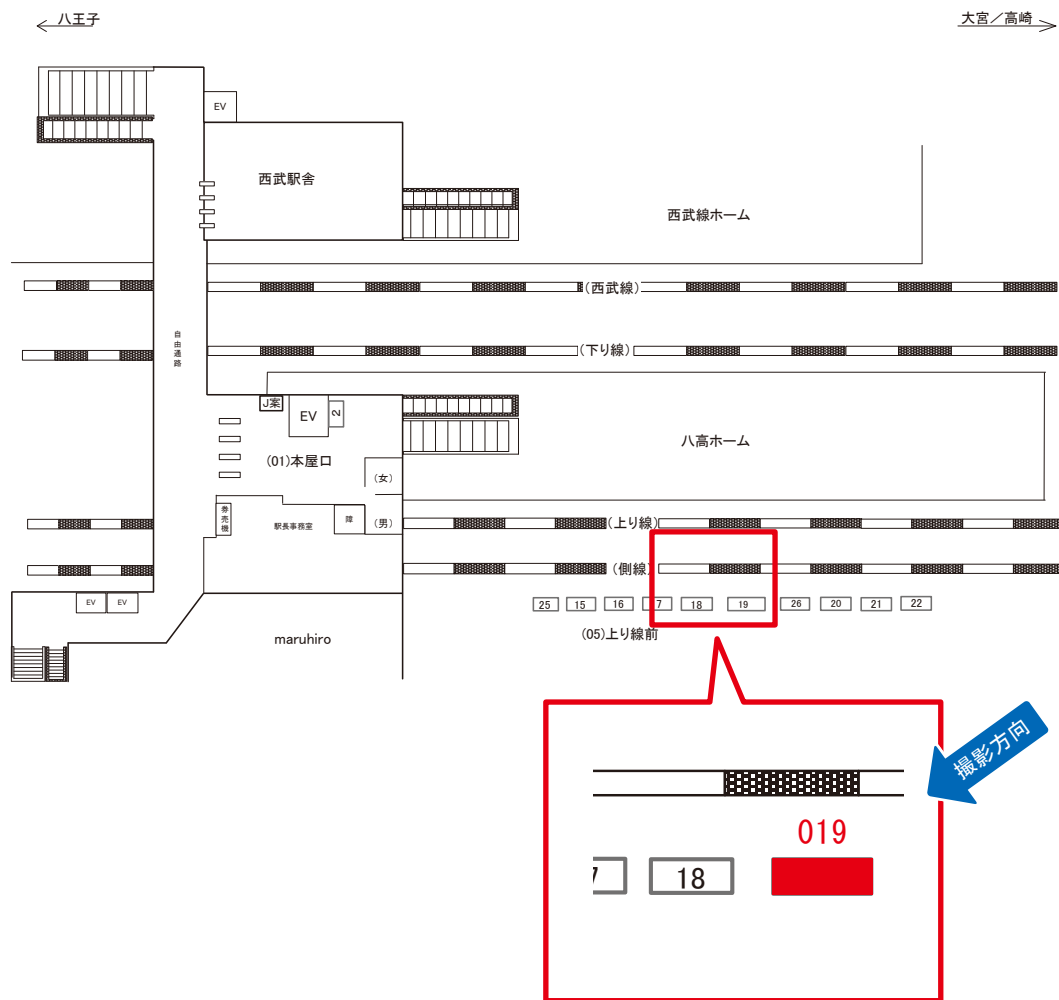 八王子
大宮／高崎
EV
西武駅舎
西武線ホーム
(西武線)
自由通路
(下り線)
J案
EV
2
八高ホーム
(01)本屋口
(女)
券売機
駅長事務室
障
(男)
(上り線)
(側線)
EV
EV
25
15
16
7
18
19
26
20
21
22
(05)上り線前
maruhiro
撮影方向
019
7
18